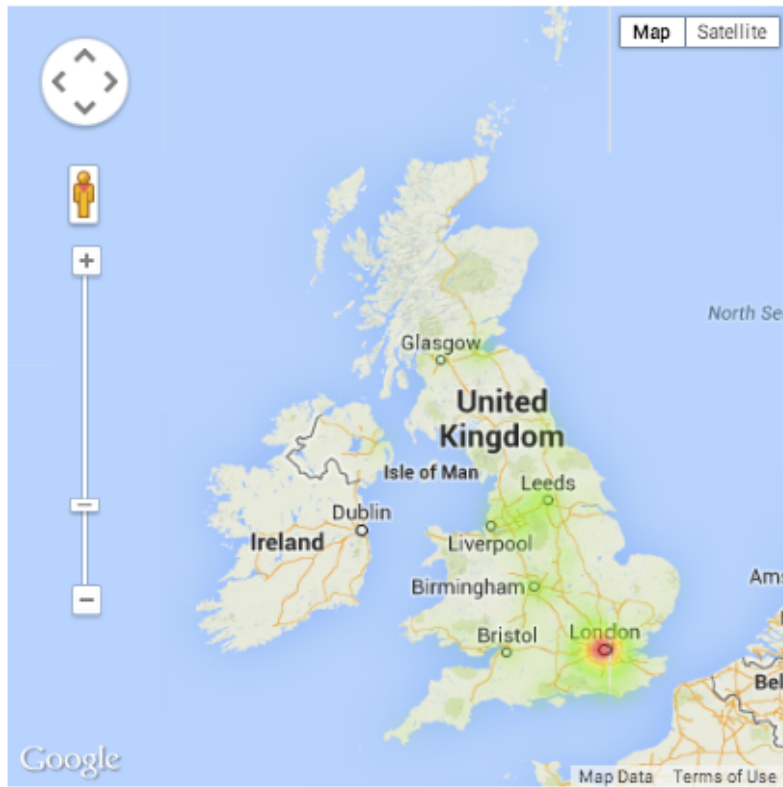 Map Satellite
North Se
Glasgow
United
Kingdom
Isle of Man
Leeds
Dublin
Ireland
Liverpool
Birmingham
Ams
Bristol
London
Bel
Google
Map Data Terms of Use